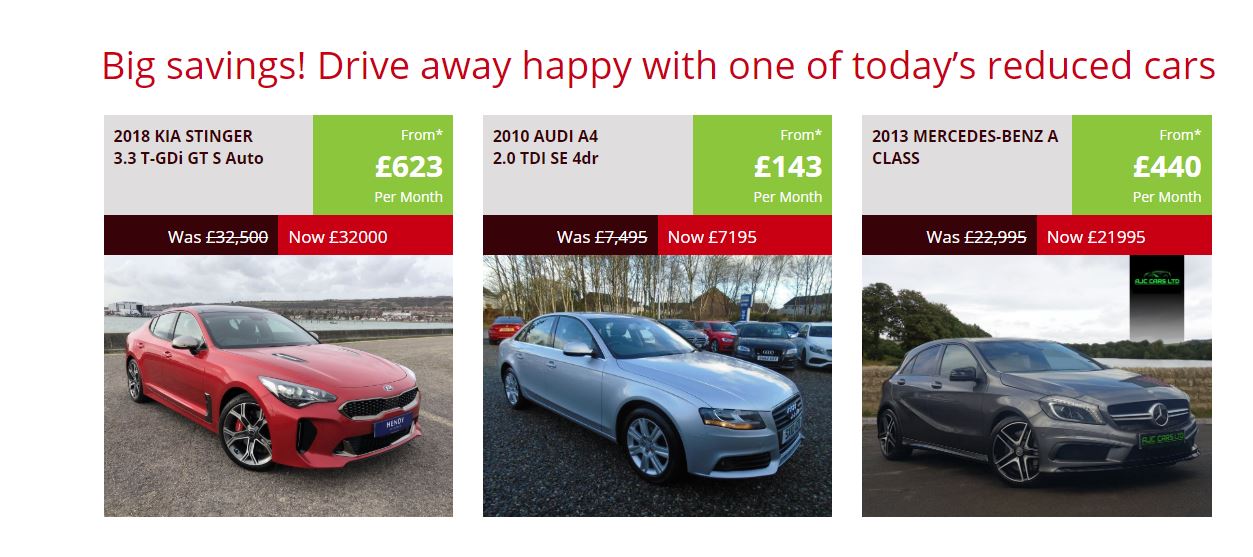 Big savings! Drive away happy with one of today's reduced cars
2018 KIA STINGER
3.3 T-GDi GT S Auto
From*
£623
Per Month
Was £32,500
Now £32000
HENDY
2010 AUDI A4
2.0 TDI SE 4dr
From*
£143
Per Month
Was £7,495
Now £7195
2013 MERCEDES-BENZ A
CLASS
From*
£440
Per Month
Was £22,995
Now £21995
AJC CARS LTD
AJC CARS LTD